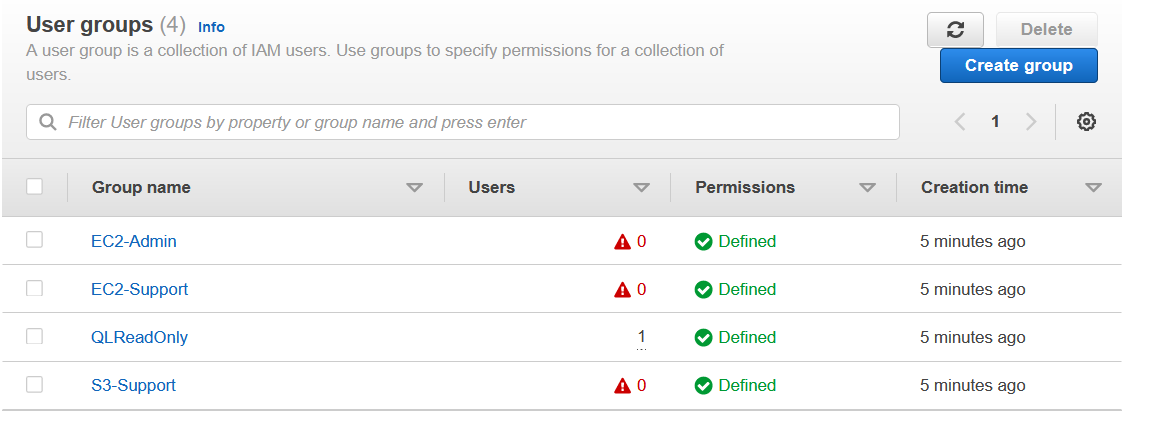 User groups (4) Info
A user group is a collection of IAM users. Use groups to specify permissions for a collection of
users.
Delete
Create group
Filter User groups by property or group name and press enter
1
Group name Users Permissions Creation time
EC2-Admin 0 Defined 5 minutes ago
EC2-Support 0 Defined 5 minutes ago
QLReadOnly 1 Defined 5 minutes ago
S3-Support 0 Defined 5 minutes ago